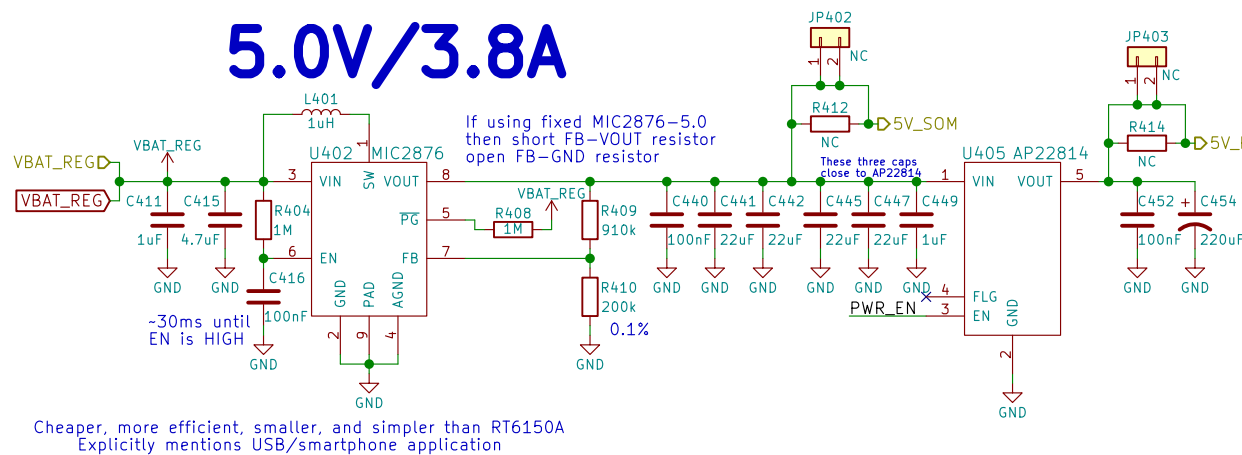 5.0V/3.8A
JP402
1
2
NC
JP403
1
2
NC
L401
1uH
If using fixed MIC2876-5.0
then short FB-VOUT resistor
open FB-GND resistor
R412
NC
5V_SOM
R414
NC
VBAT_REG
VBAT_REG
VBAT_REG
U402
MIC2876
1
3
VIN
SW
VOUT
8
PG
5
EN
6
FB
7
GND
PAD
AGND
2
9
4
GND
C411
1uF
GND
C415
4.7uF
GND
R404
1M
C416
100nF
GND
~30ms until
EN is HIGH
VBAT_REG
R408
1M
R409
910k
R410
200k
0.1%
GND
These three caps
close to AP22814
C440
100nF
GND
C441
22uF
GND
C442
22uF
GND
C445
22uF
GND
C447
22uF
GND
C449
1uF
GND
U405 AP22814
1
VIN
VOUT
5
4
FLG
PWR_EN
3
EN
GND
2
GND
C452
100nF
GND
+
C454
220uF
GND
Cheaper, more efficient, smaller, and simpler than RT6150A
Explicitly mentions USB/smartphone application